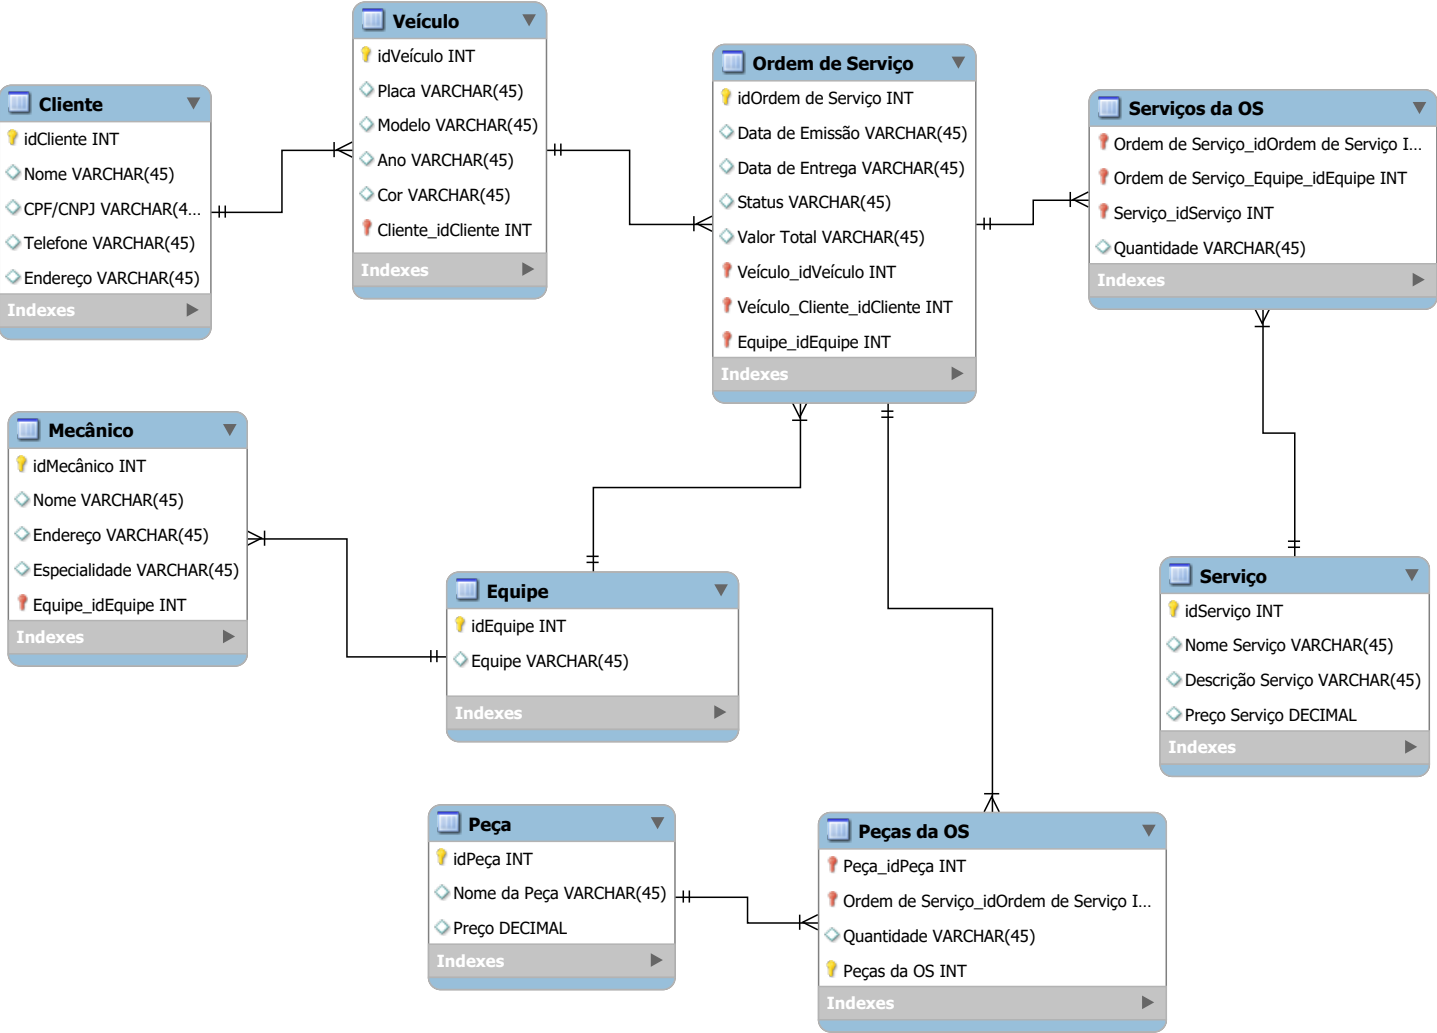 Cliente
idCliente INT
Nome VARCHAR(45)
CPF/CNPJ VARCHAR(4...
Telefone VARCHAR(45)
Endereço VARCHAR(45)
Indexes
Veículo
idVeículo INT
Placa VARCHAR(45)
Modelo VARCHAR(45)
Ano VARCHAR(45)
Cor VARCHAR(45)
Cliente_idCliente INT
Indexes
Ordem de Serviço
idOrdem de Serviço INT
Data de Emissão VARCHAR(45)
Data de Entrega VARCHAR(45)
Status VARCHAR(45)
Valor Total VARCHAR(45)
Veículo_idVeículo INT
Veículo_Cliente_idCliente INT
Equipe_idEquipe INT
Indexes
Serviços da OS
Ordem de Serviço_idOrdem de Serviço I...
Ordem de Serviço_Equipe_idEquipe INT
Serviço_idServiço INT
Quantidade VARCHAR(45)
Indexes
Mecânico
idMecânico INT
Nome VARCHAR(45)
Endereço VARCHAR(45)
Especialidade VARCHAR(45)
Equipe_idEquipe INT
Indexes
Equipe
idEquipe INT
Equipe VARCHAR(45)
Indexes
Serviço
idServiço INT
Nome Serviço VARCHAR(45)
Descrição Serviço VARCHAR(45)
Preço Serviço DECIMAL
Indexes
Peça
idPeça INT
Nome da Peça VARCHAR(45)
Preço DECIMAL
Indexes
Peças da OS
Peça_idPeça INT
Ordem de Serviço_idOrdem de Serviço I...
Quantidade VARCHAR(45)
Peças da OS INT
Indexes